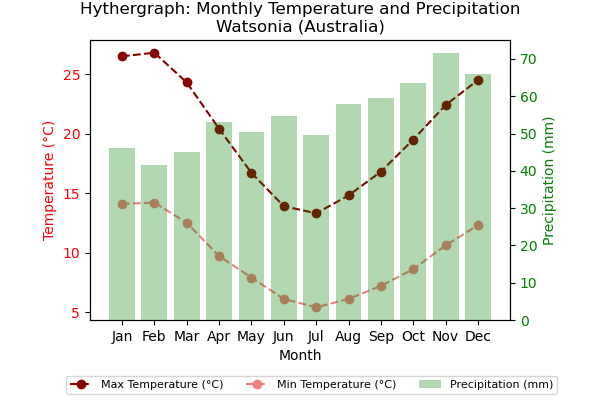 Hythergraph: Monthly Temperature and Precipitation
Watsonia (Australia)
Temperature (°C)
25
20
15
10
5
70
60
50
40
30
20
10
0
Precipitation (mm)
Jan Feb Mar Apr May Jun Jul Aug Sep Oct Nov Dec
Month
Max Temperature (°C) Min Temperature (°C) Precipitation (mm)